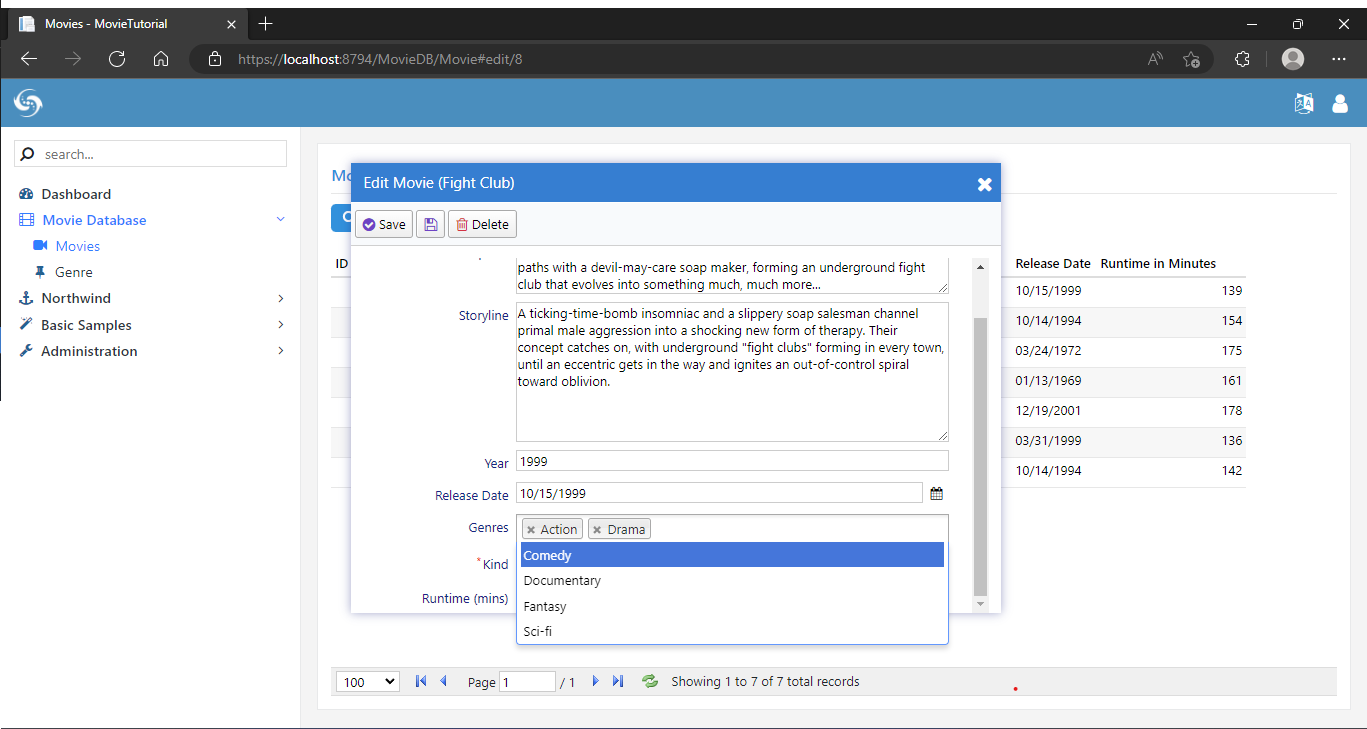 Movies - MovieTutorial
https://localhost:8794/MovieDB/Movie#edit/8
search...
Dashboard
Movie Database
Movies
Genre
Northwind
Basic Samples
Administration
Edit Movie (Fight Club)
Save
Delete
paths with a devil-may-care soap maker, forming an underground fight
club that evolves into something much, much more...
Storyline
A ticking-time-bomb insomniac and a slippery soap salesman channel
primal male aggression into a shocking new form of therapy. Their
concept catches on, with underground "fight clubs" forming in every town,
until an eccentric gets in the way and ignites an out-of-control spiral
toward oblivion.
Year 1999
Release Date 10/15/1999
Genres × Action × Drama
*Kind
Runtime (mins)
Comedy
Documentary
Fantasy
Sci-fi
ID Release Date Runtime in Minutes
10/15/1999 139
10/14/1994 154
03/24/1972 175
01/13/1969 161
12/19/2001 178
03/31/1999 136
10/14/1994 142
100 Page 1 / 1 Showing 1 to 7 of 7 total records